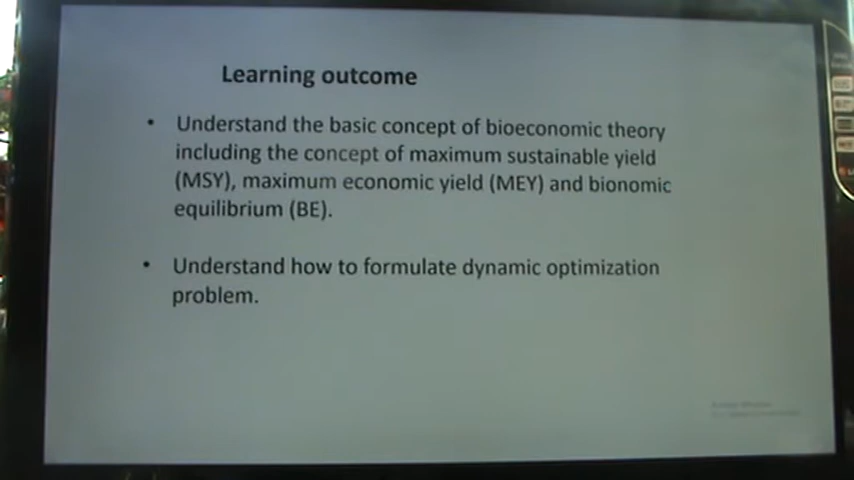 Learning outcome
• Understand the basic concept of bioeconomic theory
including the concept of maximum sustainable yield
(MSY), maximum economic yield (MEY) and bionomic
equilibrium (BE).
• Understand how to formulate dynamic optimization
problem.